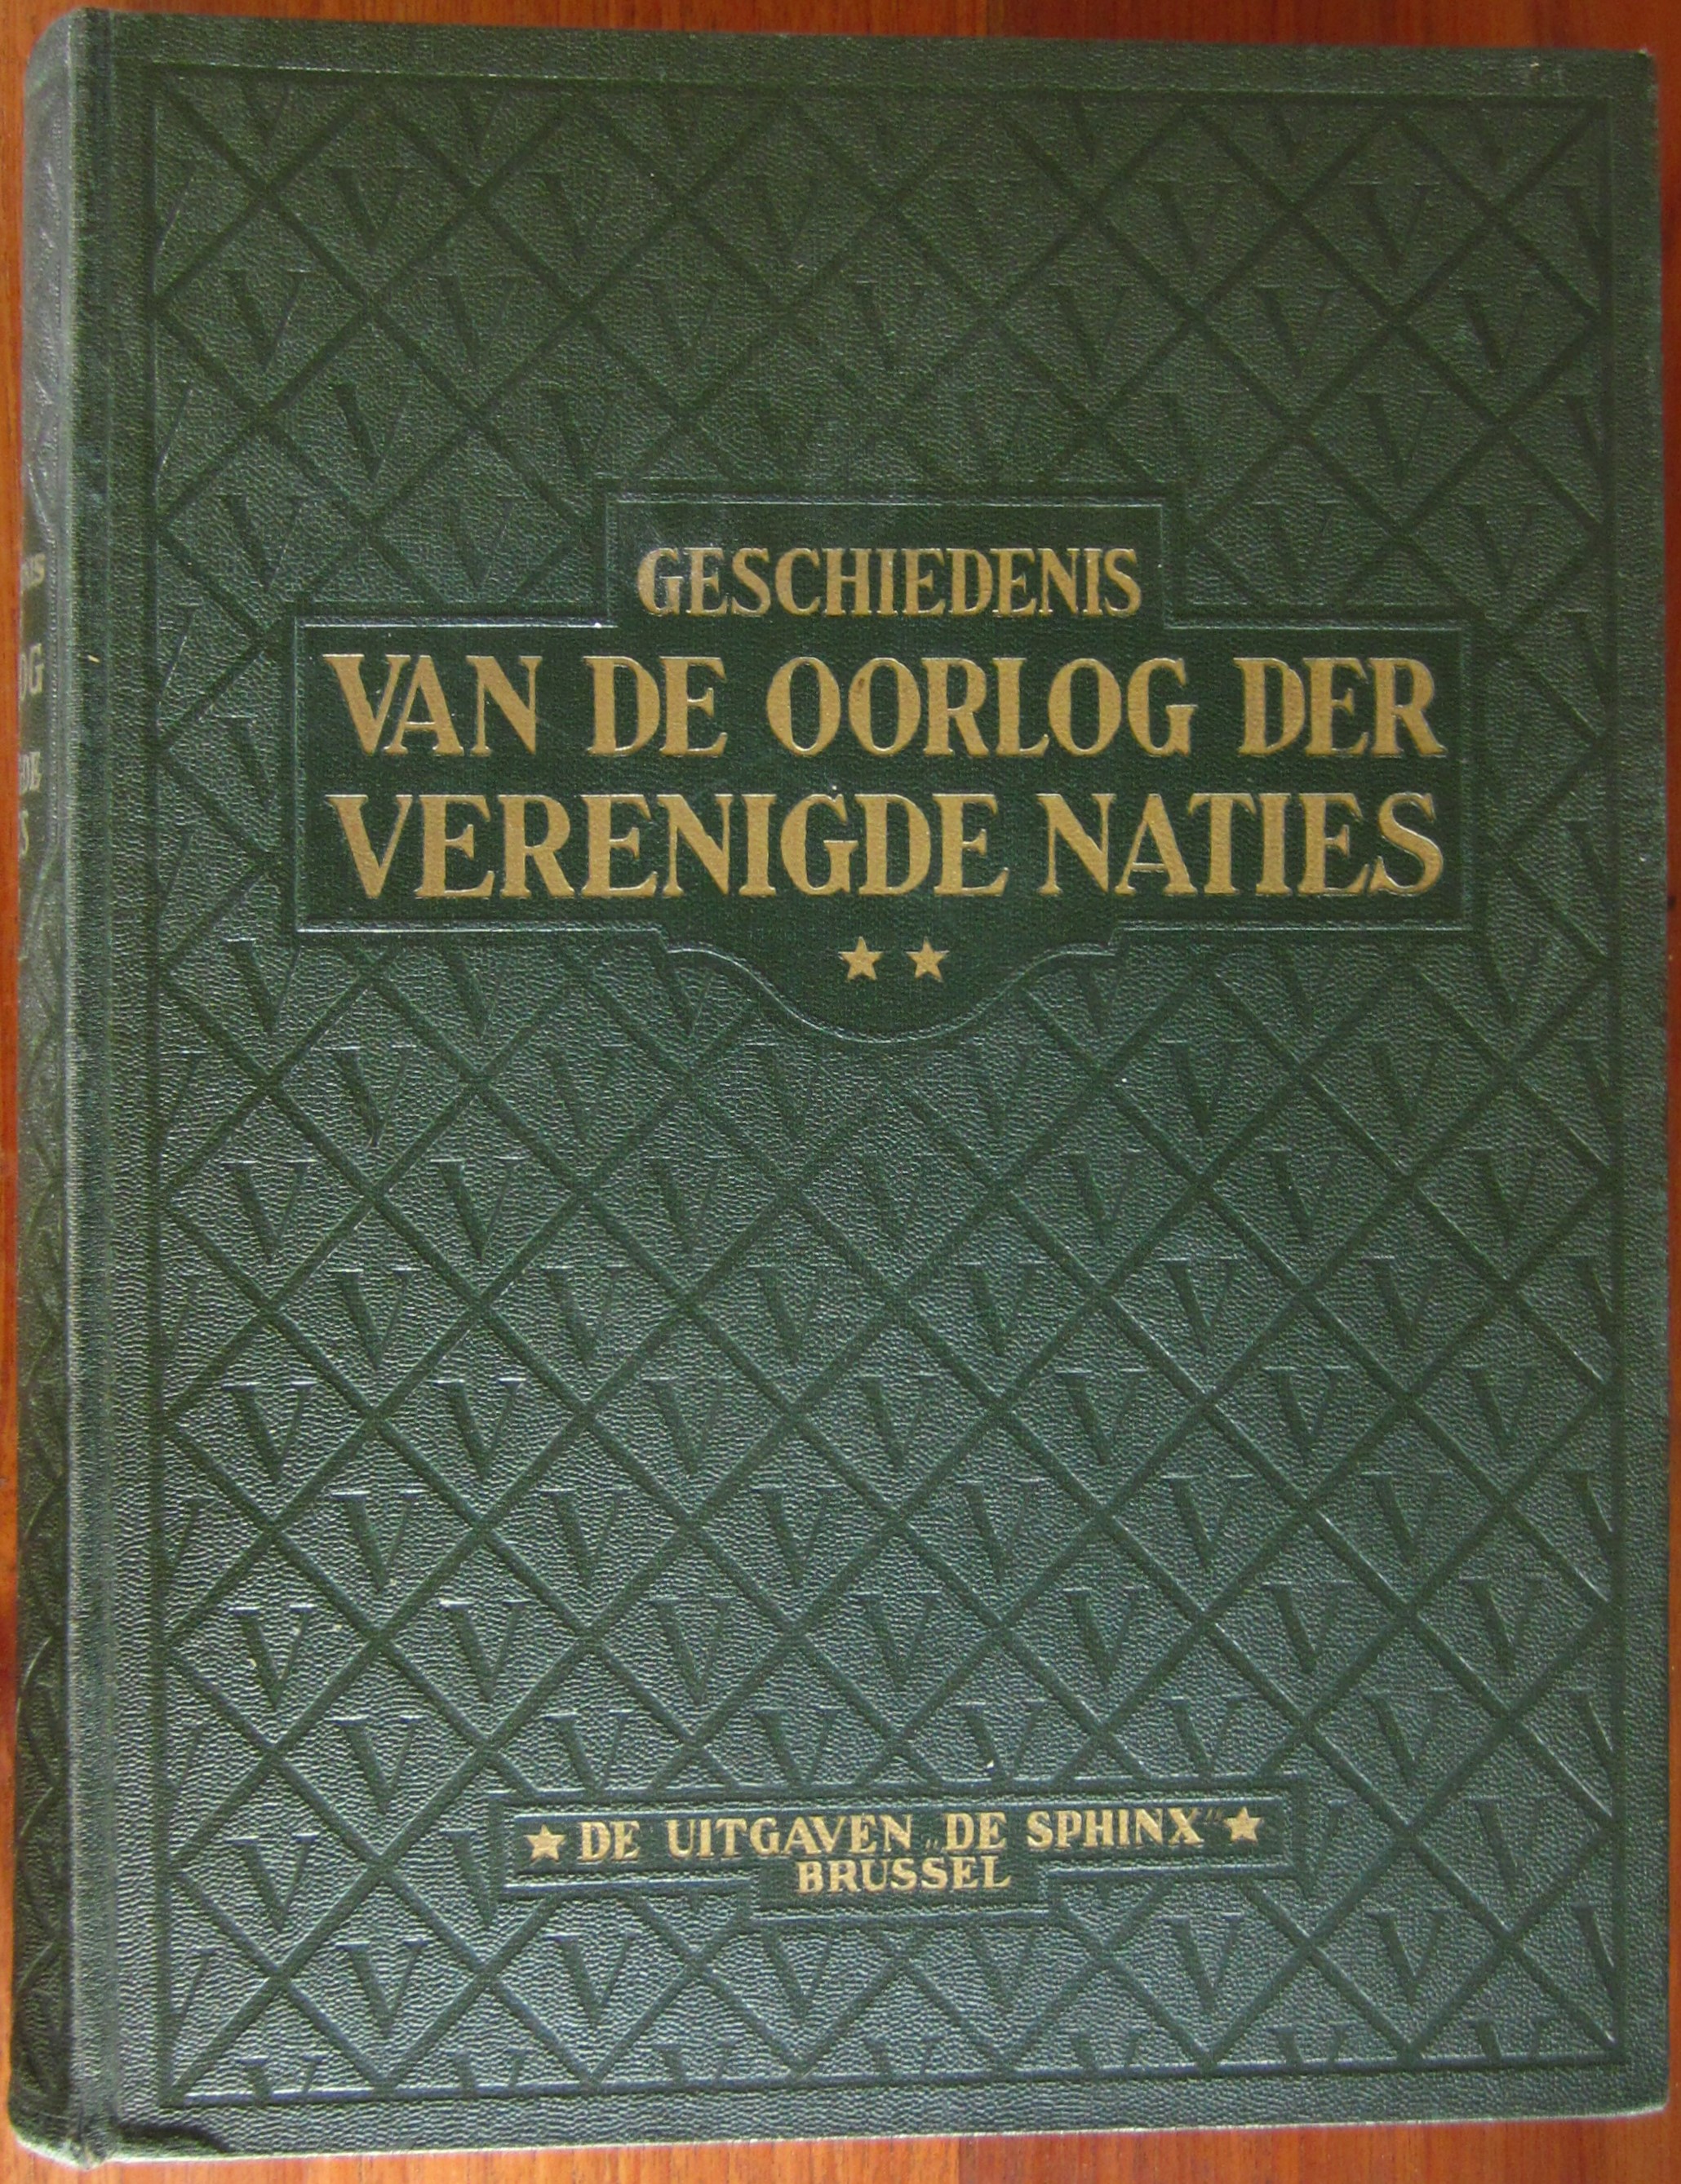 GESCHIEDENIS
VAN DE OORLOG DER
VERENIGDE NATIES
★ ★
★ DE UITGAVEN „DE SPHINX" ★
BRUSSEL